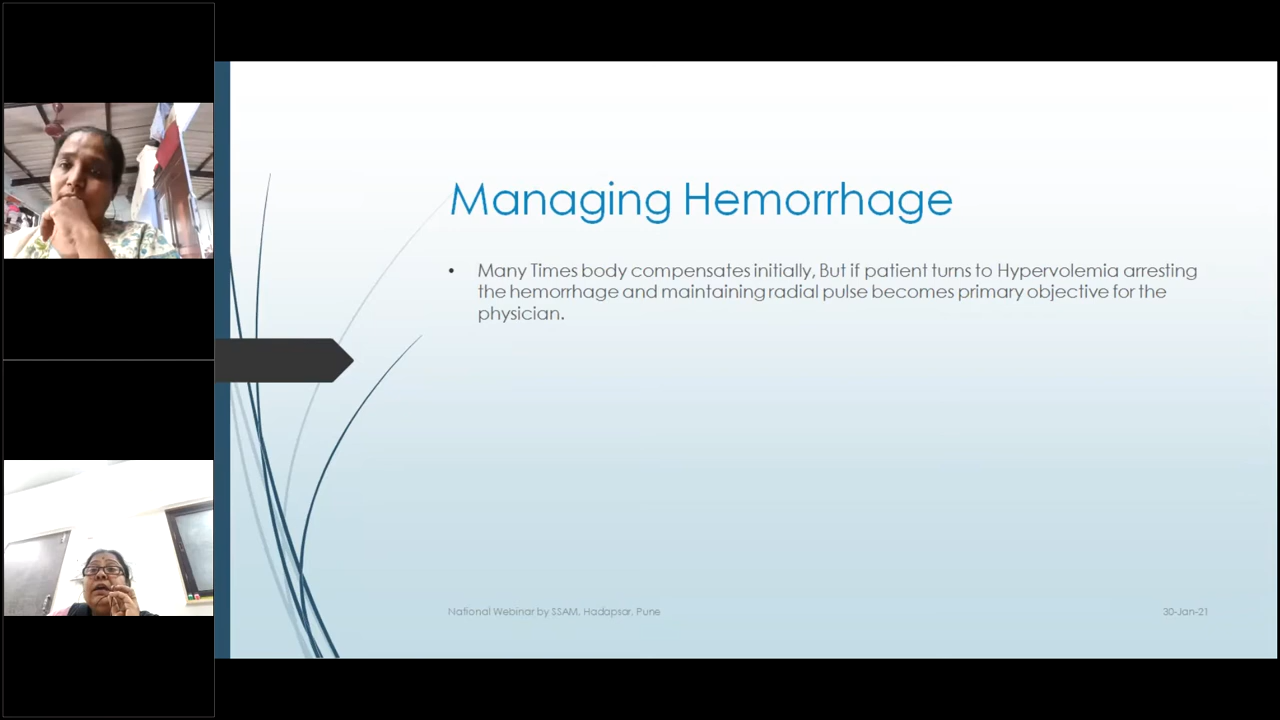 Managing Hemorrhage
• Many Times body compensates initially, But if patient turns to Hypervolemia arresting
the hemorrhage and maintaining radial pulse becomes primary objective for the
physician.
National Webinar by SSAM, Hadapsar, Pune
30-Jan-21